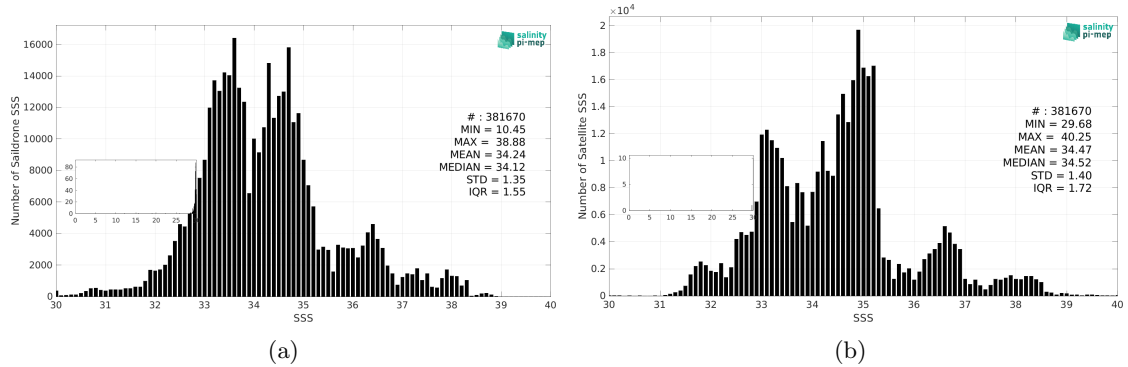 16000
14000
12000
10000
8000
6000
4000
2000
0
Number of Saildrone SSS
salinity
pi-mep
# : 381670
MIN = 10.45
MAX = 38.88
MEAN = 34.24
MEDIAN = 34.12
STD = 1.35
IQR = 1.55
80
60
40
20
0
0 5 10 15 20 25
30 31 32 33 34 35 36 37 38 39 40
SSS
(a)
×10⁴
2
1.8
1.6
1.4
1.2
1
0.8
0.6
0.4
0.2
0
Number of Satellite SSS
salinity
pi-mep
# : 381670
MIN = 29.68
MAX = 40.25
MEAN = 34.47
MEDIAN = 34.52
STD = 1.40
IQR = 1.72
10
5
0
0 5 10 15 20 25 30
30 31 32 33 34 35 36 37 38 39 40
SSS
(b)